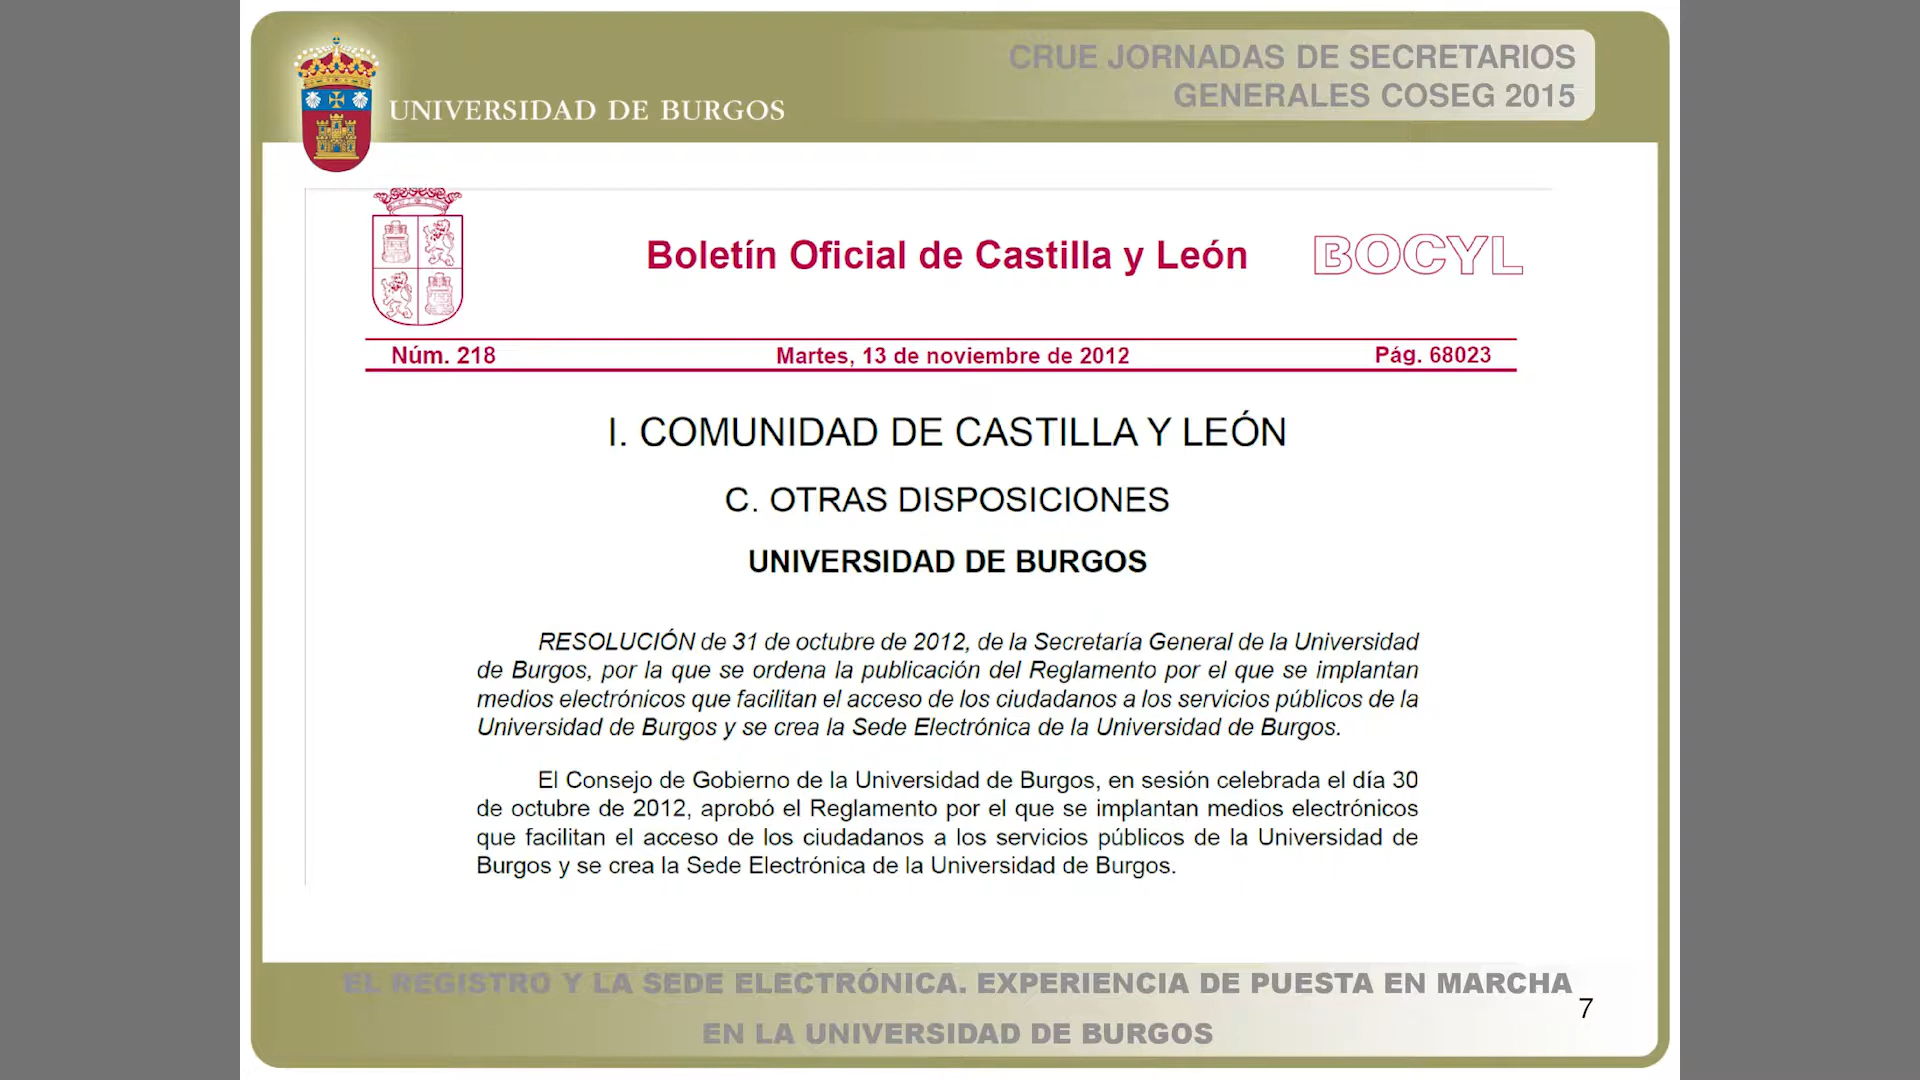 UNIVERSIDAD DE BURGOS
CRUE JORNADAS DE SECRETARIOS
GENERALES COSEG 2015
Boletín Oficial de Castilla y León
BOCYL
Núm. 218
Martes, 13 de noviembre de 2012
Pág. 68023
I. COMUNIDAD DE CASTILLA Y LEÓN
C. OTRAS DISPOSICIONES
UNIVERSIDAD DE BURGOS
RESOLUCIÓN de 31 de octubre de 2012, de la Secretaría General de la Universidad
de Burgos, por la que se ordena la publicación del Reglamento por el que se implantan
medios electrónicos que facilitan el acceso de los ciudadanos a los servicios públicos de la
Universidad de Burgos y se crea la Sede Electrónica de la Universidad de Burgos.
El Consejo de Gobierno de la Universidad de Burgos, en sesión celebrada el día 30
de octubre de 2012, aprobó el Reglamento por el que se implantan medios electrónicos
que facilitan el acceso de los ciudadanos a los servicios públicos de la Universidad de
Burgos y se crea la Sede Electrónica de la Universidad de Burgos.
EL REGISTRO Y LA SEDE ELECTRÓNICA. EXPERIENCIA DE PUESTA EN MARCHA
EN LA UNIVERSIDAD DE BURGOS
7